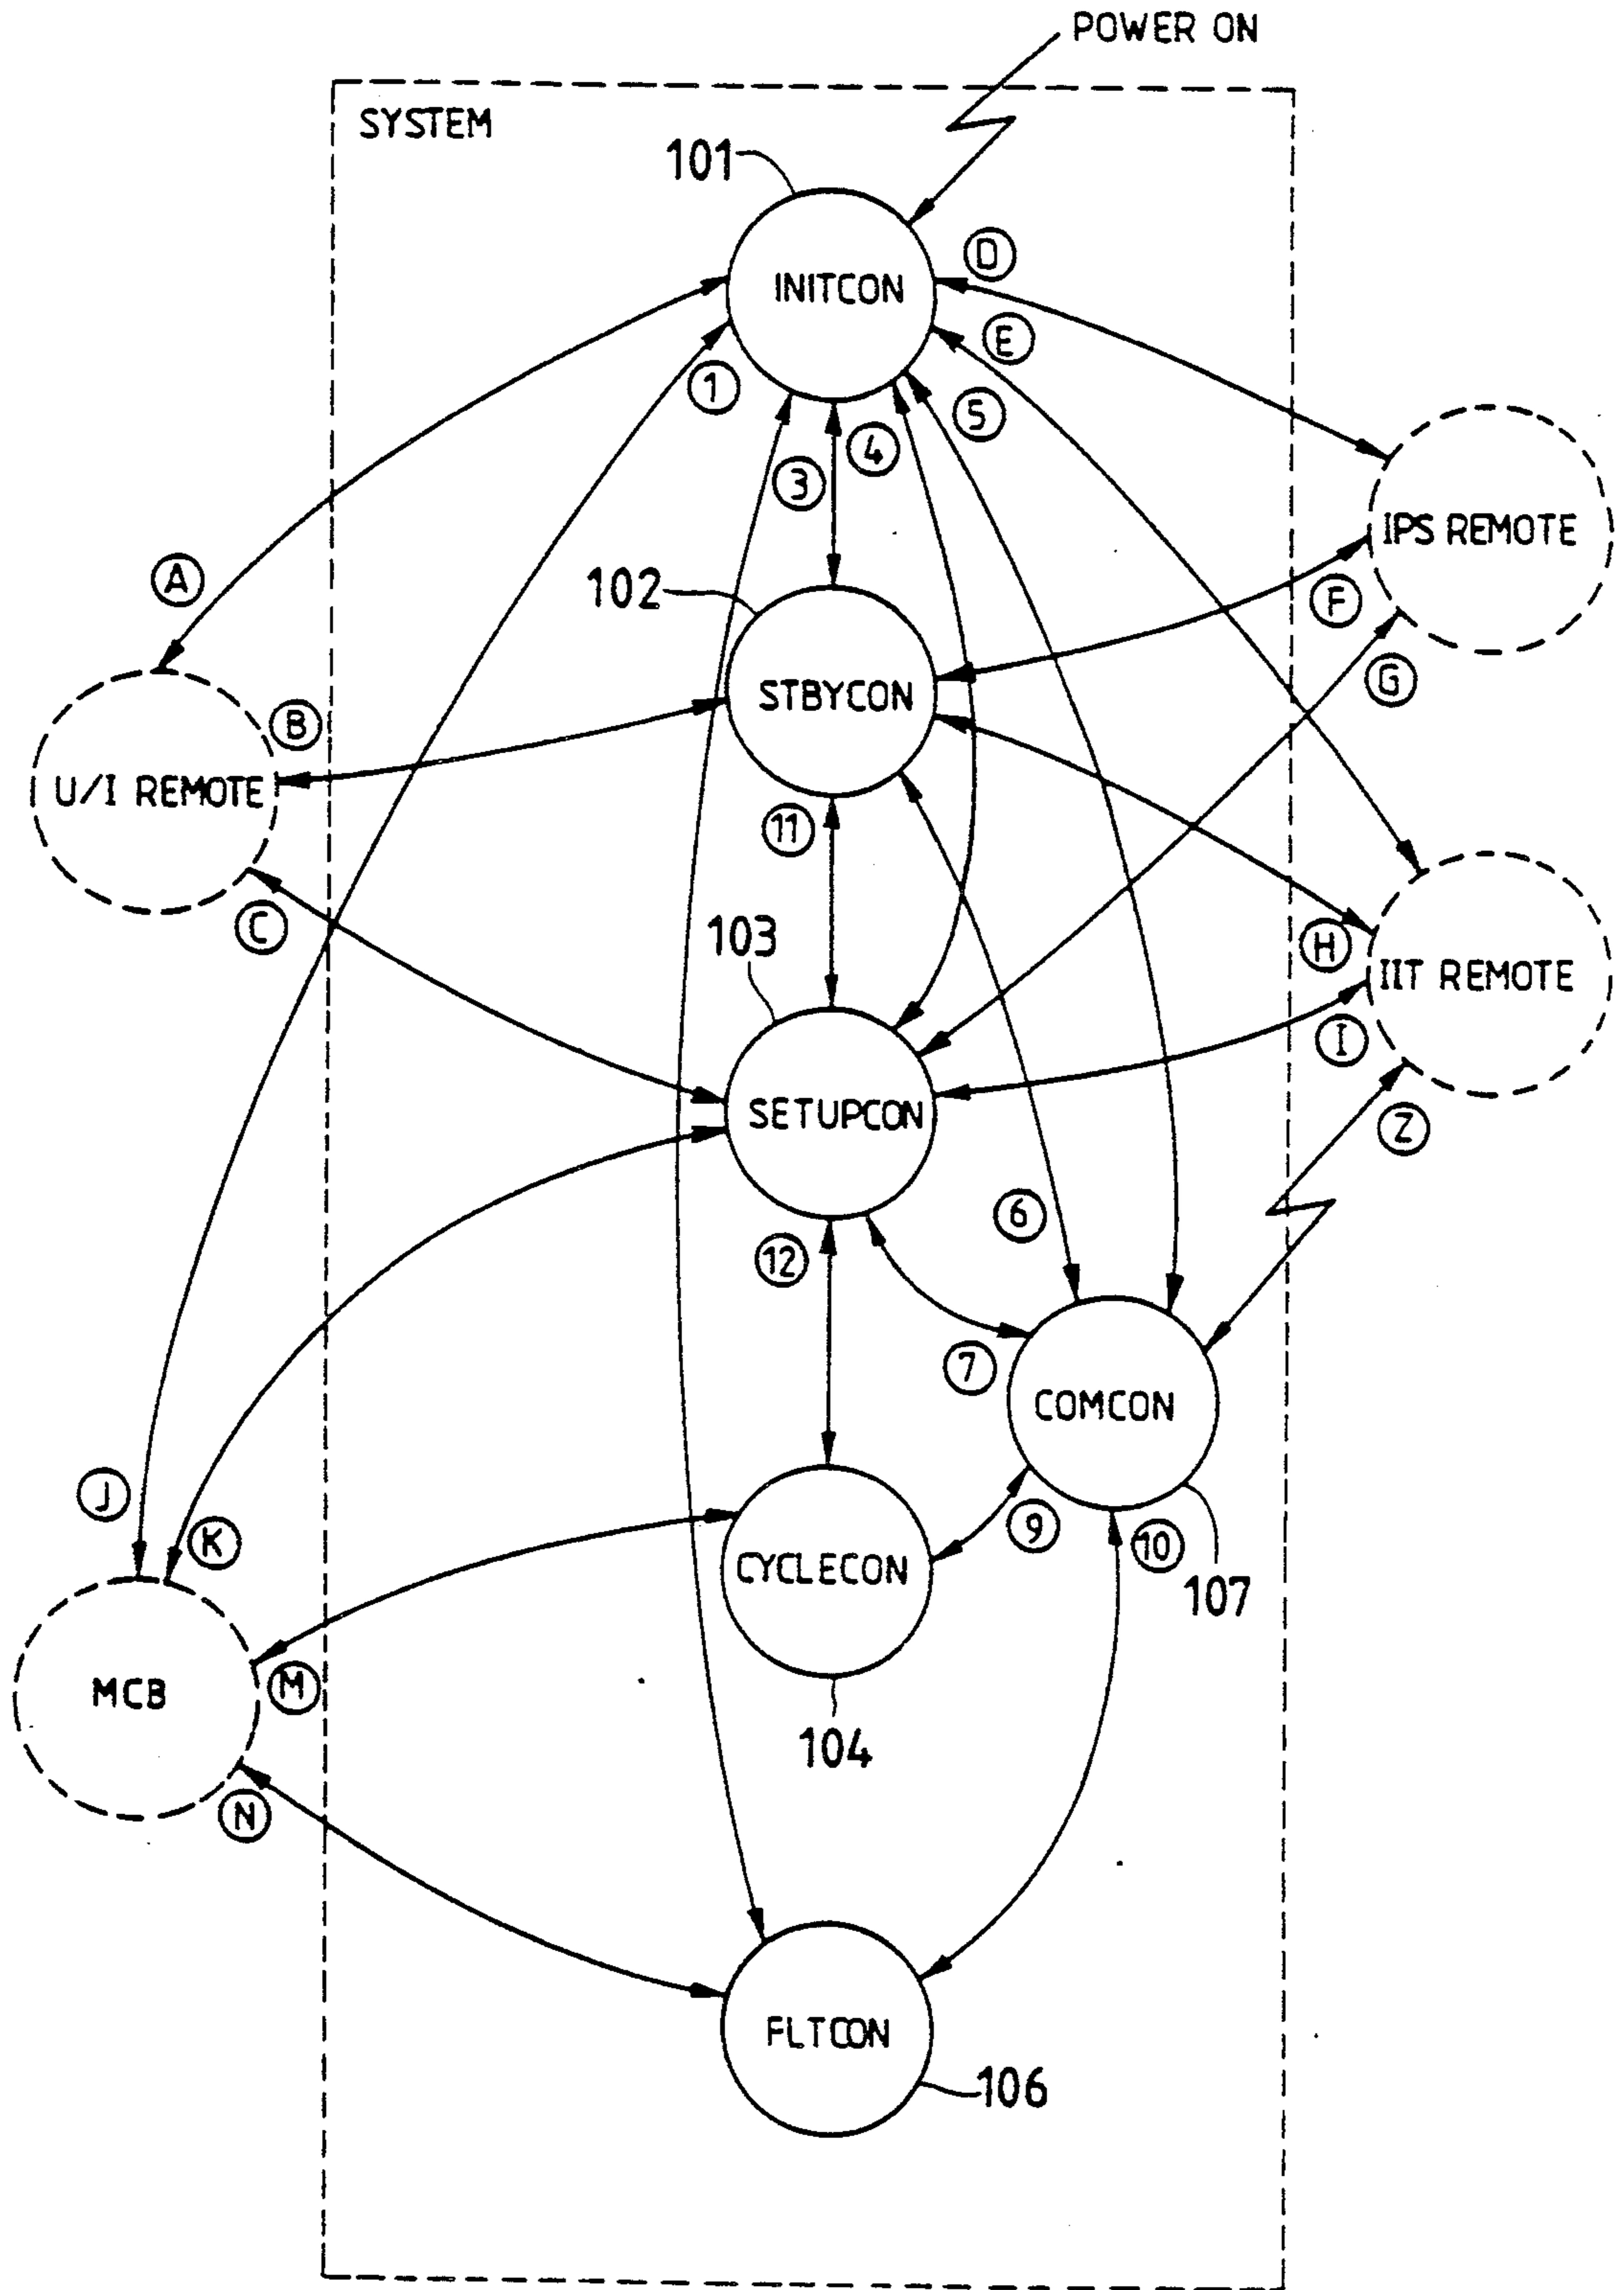 POWER ON
SYSTEM
101
INITCON
D
E
1
5
4
3
IPS REMOTE
A
102
F
STBYCON
G
B
U/I REMOTE
11
C
103
H
IIT REMOTE
I
SETUPCON
Z
6
12
7
COMCON
J
K
9
10
CYCLECON
107
M
MCB
104
N
FLTCON
106